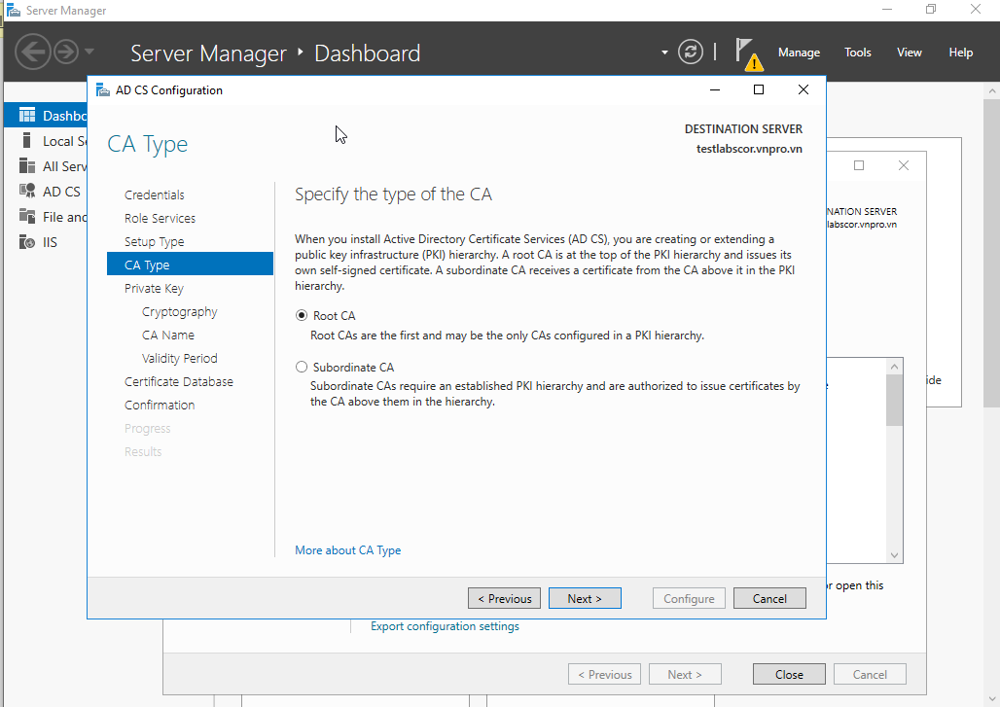 Server Manager
Server Manager ‣ Dashboard
Manage Tools View Help
AD CS Configuration
CA Type
DESTINATION SERVER
testlabscor.vnpro.vn
Dashbo
Local Se
All Serv
AD CS
File and
IIS
Credentials
Role Services
Setup Type
CA Type
Private Key
Cryptography
CA Name
Validity Period
Certificate Database
Confirmation
Progress
Results
Specify the type of the CA
When you install Active Directory Certificate Services (AD CS), you are creating or extending a
public key infrastructure (PKI) hierarchy. A root CA is at the top of the PKI hierarchy and issues its
own self-signed certificate. A subordinate CA receives a certificate from the CA above it in the PKI
hierarchy.
Root CA
Root CAs are the first and may be the only CAs configured in a PKI hierarchy.
Subordinate CA
Subordinate CAs require an established PKI hierarchy and are authorized to issue certificates by
the CA above them in the hierarchy.
More about CA Type
< Previous Next > Configure Cancel
NATION SERVER
labscor.vnpro.vn
ide
or open this
Export configuration settings
< Previous Next > Close Cancel